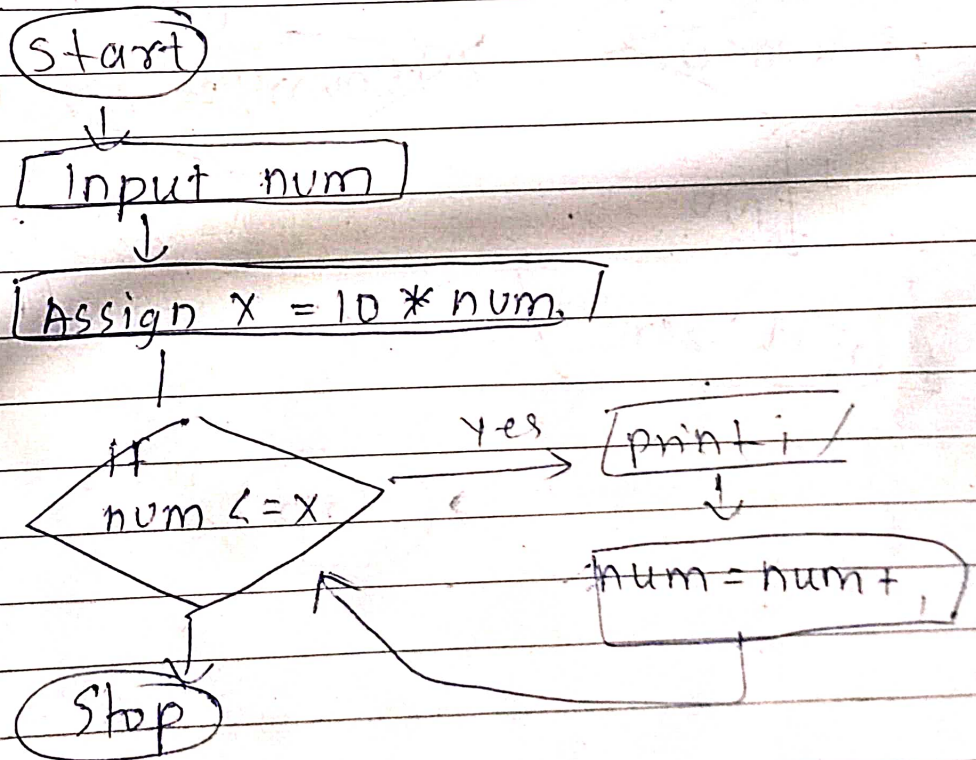 Start
Input num
Assign X = 10 * num.
If
num <= X
Yes
print i
num = num +
Stop